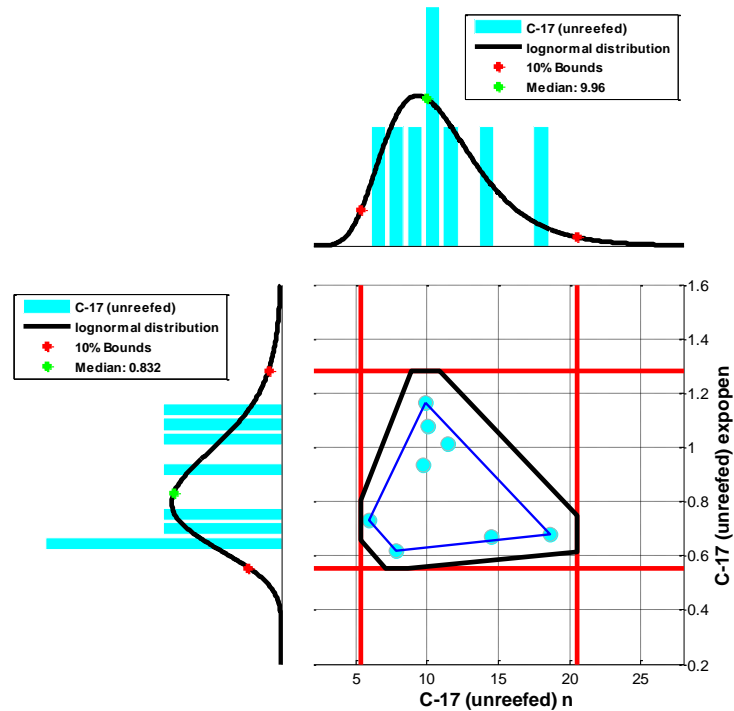 C-17 (unreefed)
lognormal distribution
10% Bounds
Median: 9.96
C-17 (unreefed)
lognormal distribution
10% Bounds
Median: 0.832
1.6
1.4
1.2
1
0.8
0.6
0.4
0.2
C-17 (unreefed) expopen
5 10 15 20 25
C-17 (unreefed) n